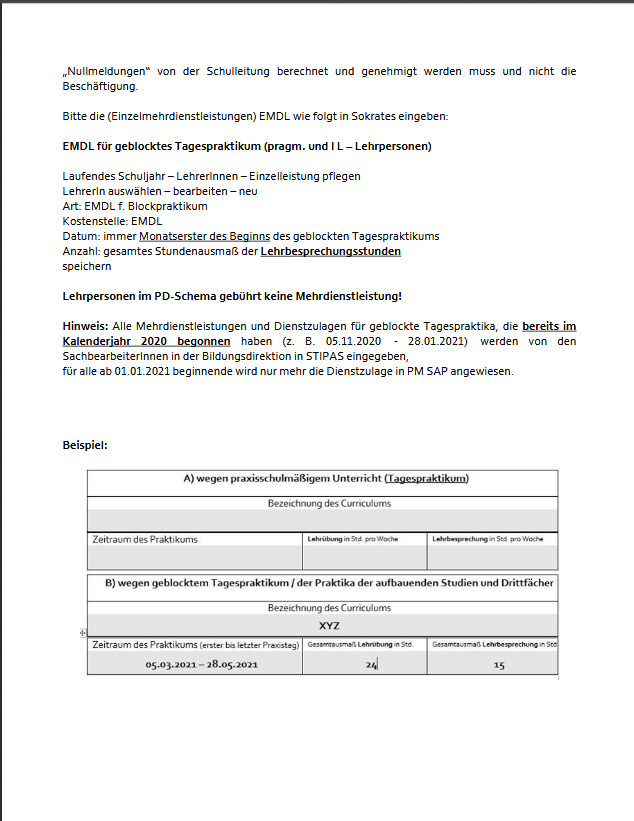 „Nullmeldungen“ von der Schulleitung berechnet und genehmigt werden muss und nicht die
Beschäftigung.
Bitte die (Einzelmehrdienstleistungen) EMDL wie folgt in Sokrates eingeben:
EMDL für geblocktes Tagespraktikum (pragm. und I L – Lehrpersonen)
Laufendes Schuljahr – LehrerInnen – Einzelleistung pflegen
LehrerIn auswählen – bearbeiten – neu
Art: EMDL f. Blockpraktikum
Kostenstelle: EMDL
Datum: immer Monatserster des Beginns des geblockten Tagespraktikums
Anzahl: gesamtes Stundenausmaß der Lehrbesprechungsstunden
speichern
Lehrpersonen im PD-Schema gebührt keine Mehrdienstleistung!
Hinweis: Alle Mehrdienstleistungen und Dienstzulagen für geblockte Tagespraktika, die bereits im
Kalenderjahr 2020 begonnen haben (z. B. 05.11.2020 - 28.01.2021) werden von den
SachbearbeiterInnen in der Bildungsdirektion in STIPAS eingegeben,
für alle ab 01.01.2021 beginnende wird nur mehr die Dienstzulage in PM SAP angewiesen.
Beispiel:
A) wegen praxisschulmäßigem Unterricht (Tagespraktikum)
Bezeichnung des Curriculums
Zeitraum des Praktikums Lehrübung in Std. pro Woche Lehrbesprechung in Std. pro Woche
B) wegen geblocktem Tagespraktikum / der Praktika der aufbauenden Studien und Drittfächer
Bezeichnung des Curriculums
XYZ
Zeitraum des Praktikums (erster bis letzter Praxistag) Gesamtausmaß Lehrübung in Std. Gesamtausmaß Lehrbesprechung in Std
05.03.2021 – 28.05.2021 24 15